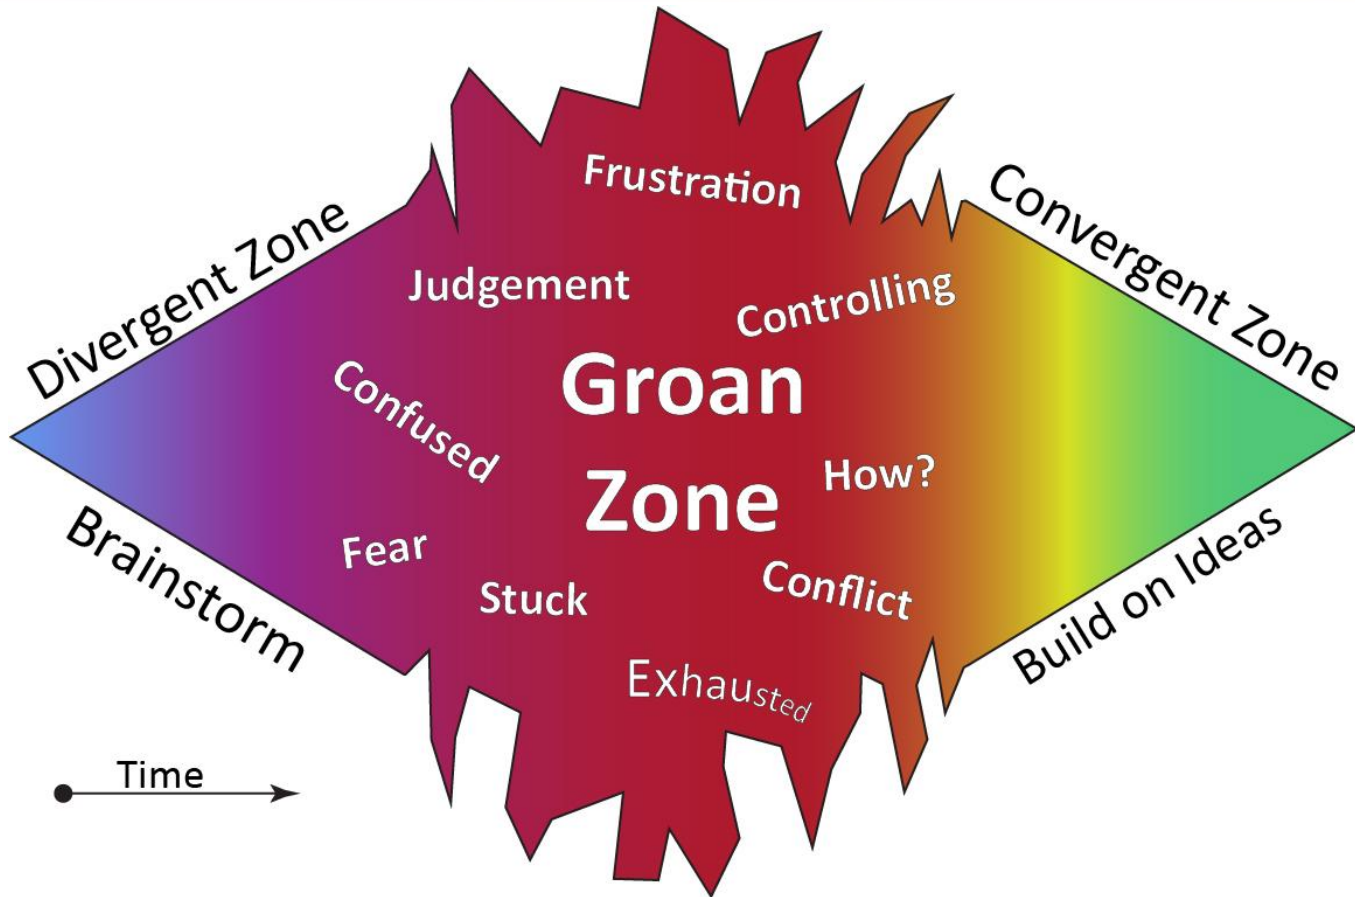 Frustration
Divergent Zone
Convergent Zone
Judgement
Controlling
Groan
Zone
Confused
How?
Fear
Stuck
Conflict
Exhausted
Brainstorm
Build on Ideas
Time